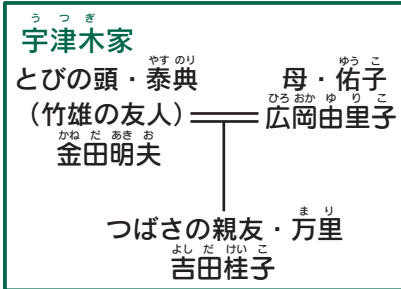 うつぎ
宇津木家
やすのり
とびの頭・泰典
(竹雄の友人)
かねだあきお
金田明夫
ゆうこ
母・佑子
ひろおかゆりこ
広岡由里子
まり
つばさの親友・万里
よしだけいこ
吉田桂子